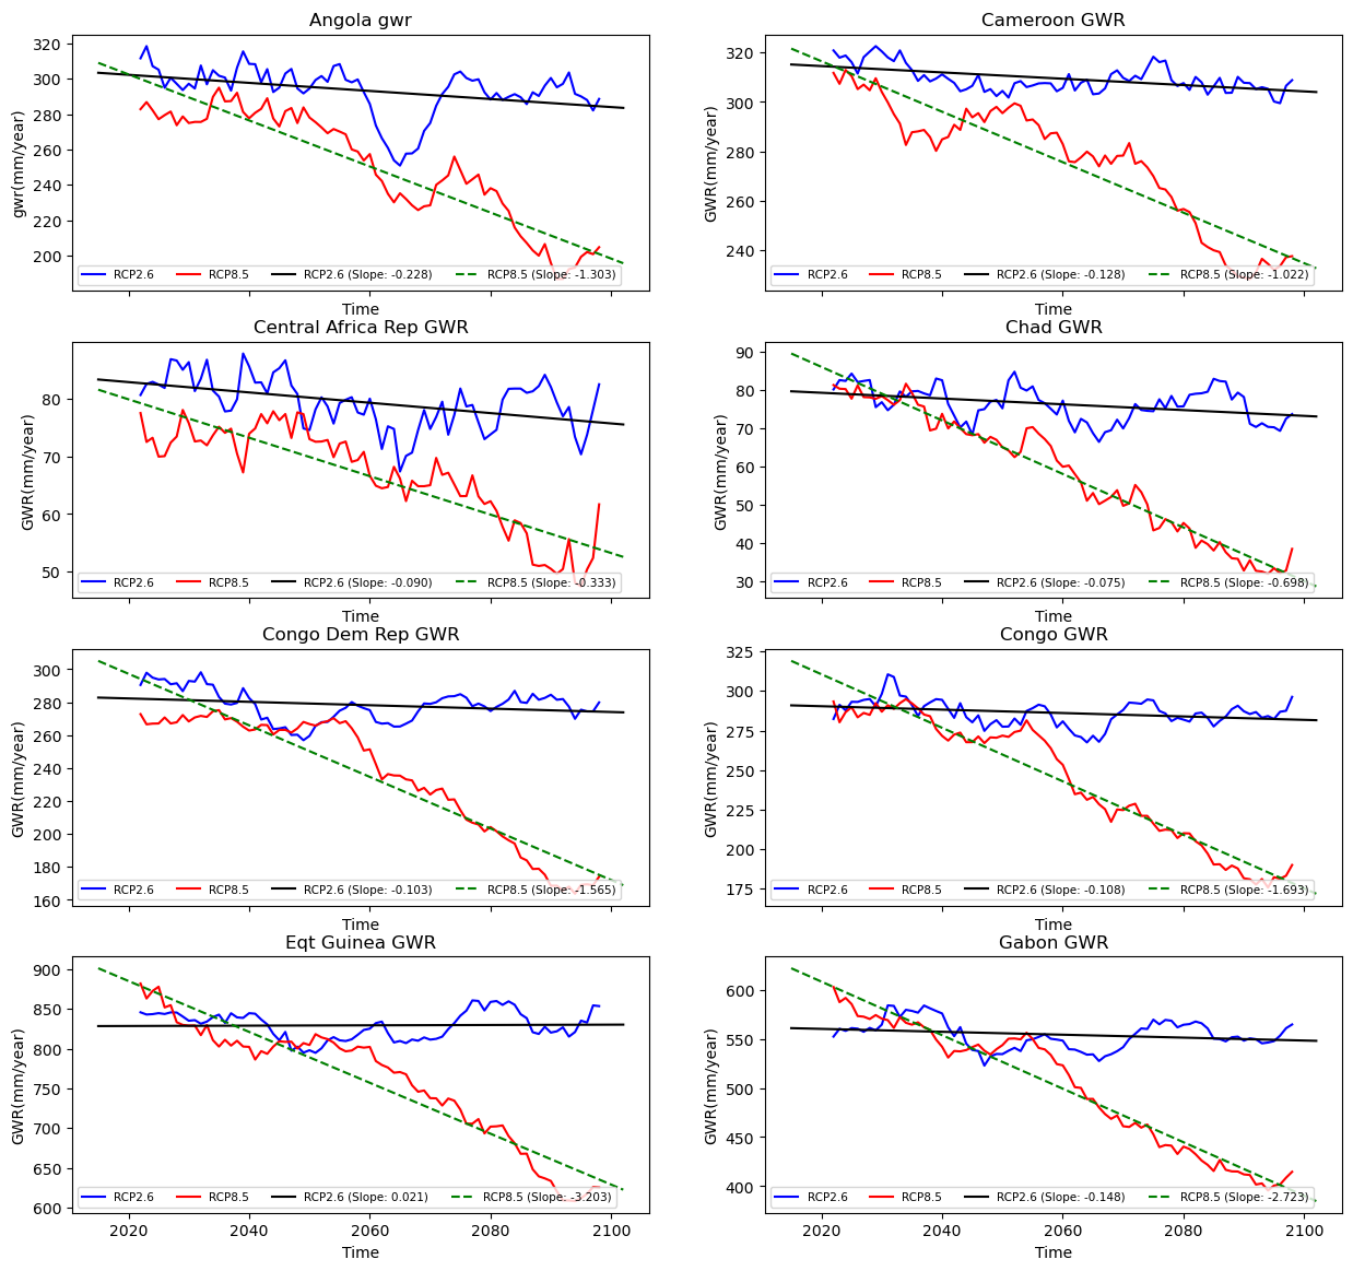 Angola gwr
gwr(mm/year)
320
300
280
260
240
220
200
RCP2.6 RCP8.5 RCP2.6 (Slope: -0.228) RCP8.5 (Slope: -1.303)
Time
Cameroon GWR
GWR(mm/year)
320
300
280
260
240
RCP2.6 RCP8.5 RCP2.6 (Slope: -0.128) RCP8.5 (Slope: -1.022)
Time
Central Africa Rep GWR
GWR(mm/year)
80
70
60
50
RCP2.6 RCP8.5 RCP2.6 (Slope: -0.090) RCP8.5 (Slope: -0.333)
Time
Chad GWR
GWR(mm/year)
90
80
70
60
50
40
30
RCP2.6 RCP8.5 RCP2.6 (Slope: -0.075) RCP8.5 (Slope: -0.698)
Time
Congo Dem Rep GWR
GWR(mm/year)
300
280
260
240
220
200
180
160
RCP2.6 RCP8.5 RCP2.6 (Slope: -0.103) RCP8.5 (Slope: -1.565)
Time
Congo GWR
GWR(mm/year)
325
300
275
250
225
200
175
RCP2.6 RCP8.5 RCP2.6 (Slope: -0.108) RCP8.5 (Slope: -1.693)
Time
Eqt Guinea GWR
GWR(mm/year)
900
850
800
750
700
650
600
RCP2.6 RCP8.5 RCP2.6 (Slope: 0.021) RCP8.5 (Slope: -3.203)
2020 2040 2060 2080 2100
Time
Gabon GWR
GWR(mm/year)
600
550
500
450
400
RCP2.6 RCP8.5 RCP2.6 (Slope: -0.148) RCP8.5 (Slope: -2.723)
2020 2040 2060 2080 2100
Time